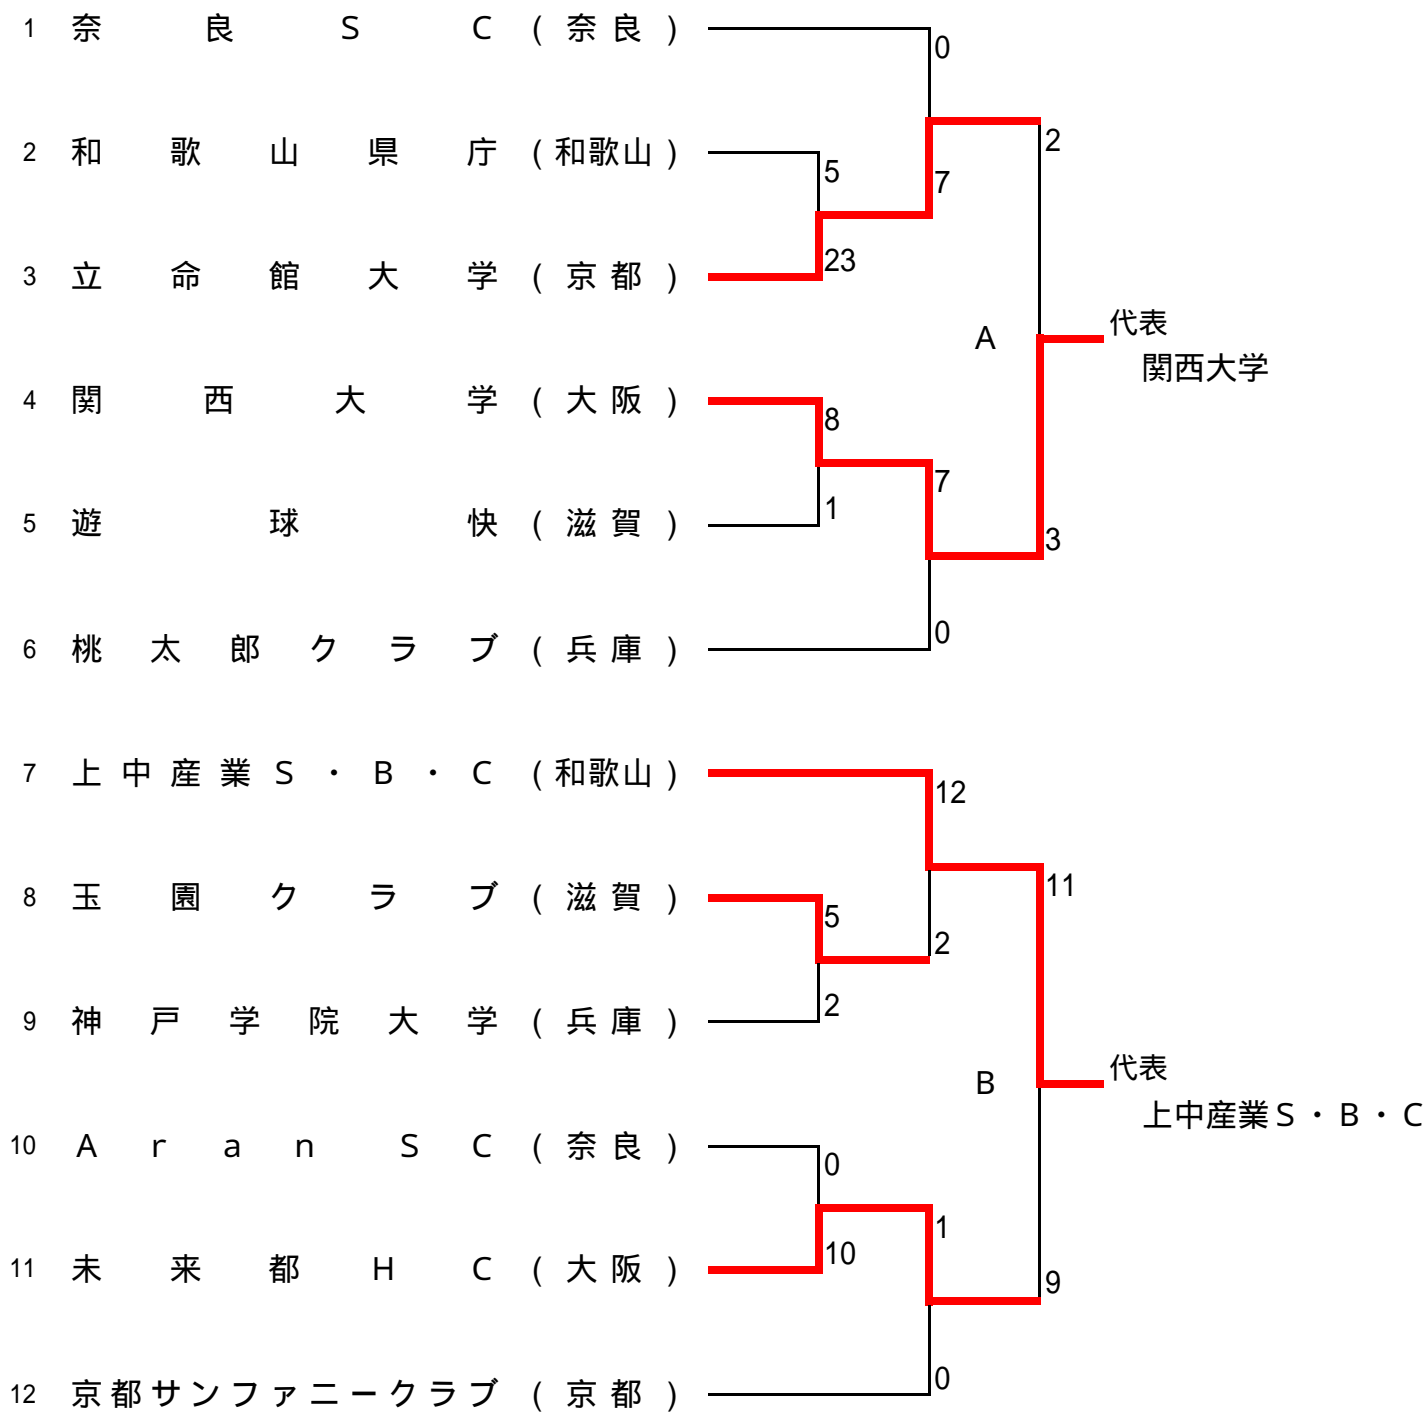 1 奈良ＳＣ (奈良)
0
2
2 和歌山県庁 (和歌山)
5
7
3 立命館大学 (京都)
23
A
代表
関西大学
4 関西大学 (大阪)
8
7
5 遊球快 (滋賀)
1
3
6 桃太郎クラブ (兵庫)
0
7 上中産業Ｓ・Ｂ・Ｃ (和歌山)
12
11
8 玉園クラブ (滋賀)
5
2
9 神戸学院大学 (兵庫)
2
B
代表
上中産業Ｓ・Ｂ・Ｃ
10 ＡｒａｎＳＣ (奈良)
0
1
11 未来都ＨＣ (大阪)
10
9
12 京都サンファニークラブ (京都)
0